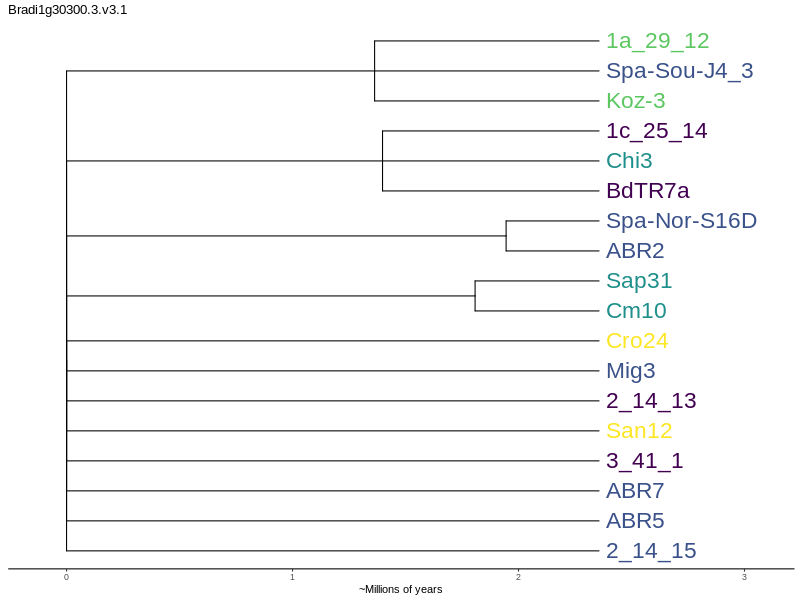 Bradi1g30300.3.v3.1
1a_29_12
Spa-Sou-J4_3
Koz-3
1c_25_14
Chi3
BdTR7a
Spa-Nor-S16D
ABR2
Sap31
Cm10
Cro24
Mig3
2_14_13
San12
3_41_1
ABR7
ABR5
2_14_15
0 1 2 3
~Millions of years